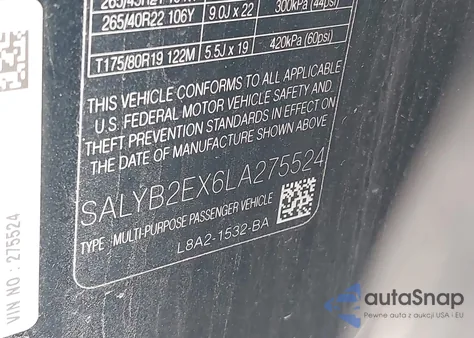 265/40R22 106Y 9.0J x 22 300kPa (44psi)
T175/80R19 122M 5.5J x 19 420kPa (60psi)
THIS VEHICLE CONFORMS TO ALL APPLICABLE
U.S. FEDERAL MOTOR VEHICLE SAFETY AND
THEFT PREVENTION STANDARDS IN EFFECT ON
THE DATE OF MANUFACTURE SHOWN ABOVE.
SALYB2EX6LA275524
TYPE : MULTI-PURPOSE PASSENGER VEHICLE
L8A2-1532-BA
VIN NO : 275524
autoSnap
Pewne auta z aukcji USA - EU